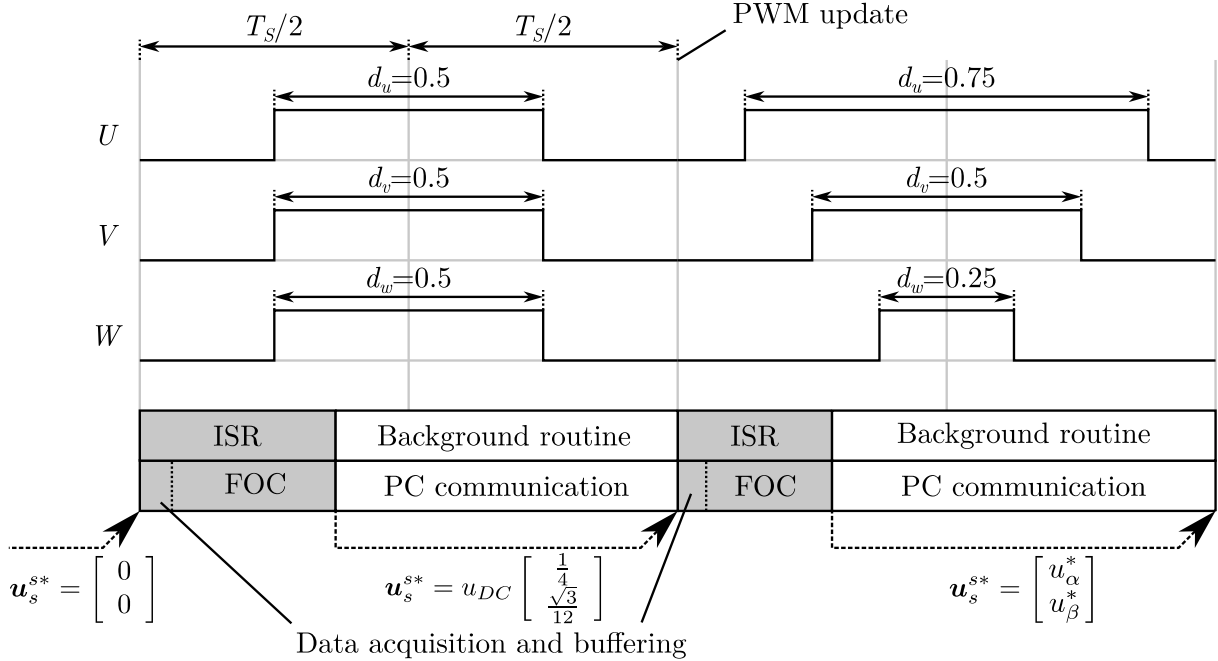 PWM update
T_S/2 T_S/2
d_u=0.5 d_u=0.75
U
d_v=0.5 d_v=0.5
V
d_w=0.5 d_w=0.25
W
ISR Background routine ISR Background routine
FOC PC communication FOC PC communication
u_s^{s*} = [ 0 0 ] u_s^{s*} = u_{DC} [ 1/4 √3/12 ] u_s^{s*} = [ u_α^* u_β^* ]
Data acquisition and buffering